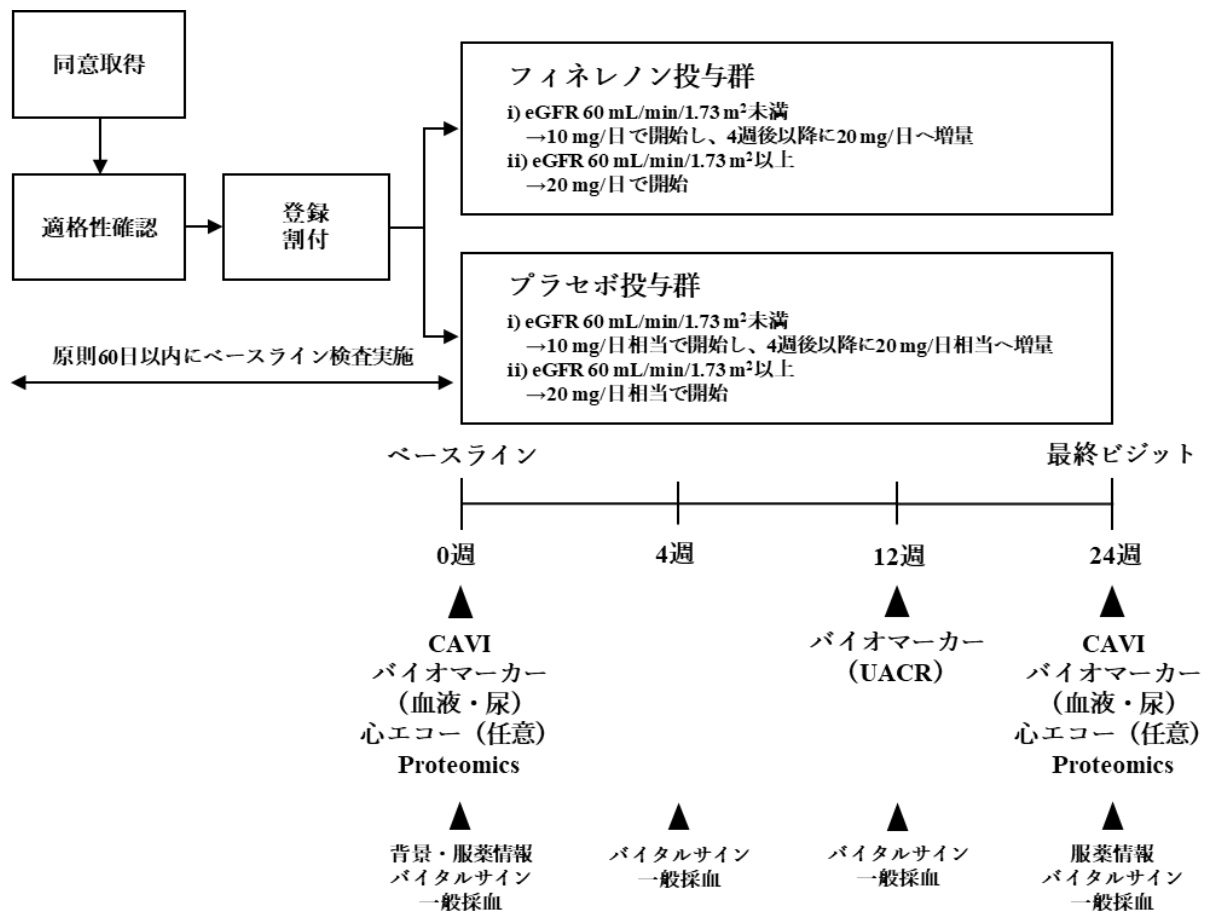 同意取得
適格性確認
登録
割付
原則60日以内にベースライン検査実施
フィネレノン投与群
i) eGFR 60 mL/min/1.73 m²未満
→10 mg/日で開始し、4週後以降に20 mg/日へ増量
ii) eGFR 60 mL/min/1.73 m²以上
→20 mg/日で開始
プラセボ投与群
i) eGFR 60 mL/min/1.73 m²未満
→10 mg/日相当で開始し、4週後以降に20 mg/日相当へ増量
ii) eGFR 60 mL/min/1.73 m²以上
→20 mg/日相当で開始
ベースライン
最終ビジット
0週
4週
12週
24週
CAVI
バイオマーカー
（血液・尿）
心エコー（任意）
Proteomics
バイオマーカー
（UACR）
CAVI
バイオマーカー
（血液・尿）
心エコー（任意）
Proteomics
背景・服薬情報
バイタルサイン
一般採血
バイタルサイン
一般採血
バイタルサイン
一般採血
服薬情報
バイタルサイン
一般採血